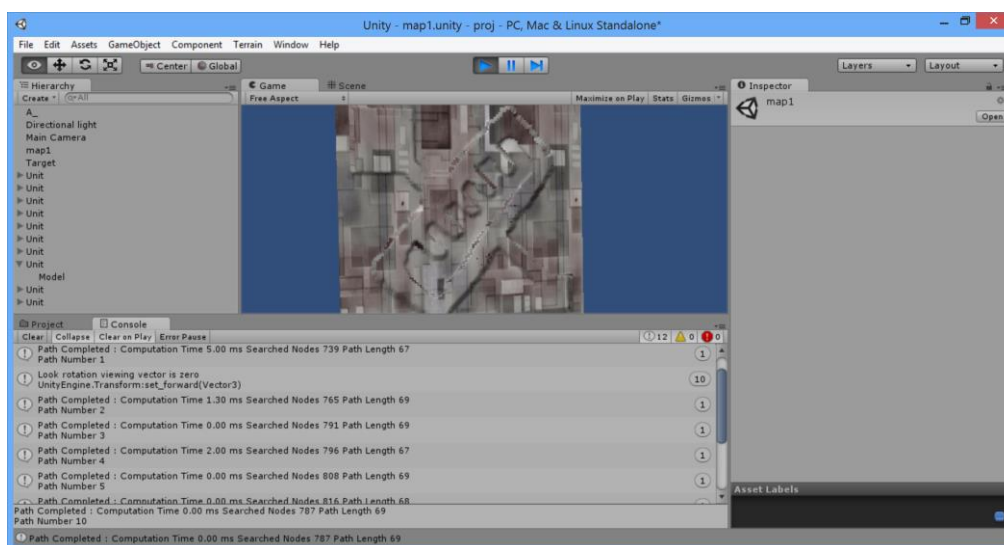 Unity - map1.unity - proj - PC, Mac & Linux Standalone*
File Edit Assets GameObject Component Terrain Window Help
Center Global Layers Layout
Hierarchy Game Scene Inspector
Create All Free Aspect Maximize on Play Stats Gizmos map1
Open
A_
Directional light
Main Camera
map1
Target
Unit
Unit
Unit
Unit
Unit
Unit
Unit
Unit
Model
Unit
Unit
Project Console
Clear Collapse Clear on Play Error Pause 12 0 0
Path Completed : Computation Time 5.00 ms Searched Nodes 739 Path Length 67
Path Number 1 1
Look rotation viewing vector is zero
UnityEngine.Transform:set_forward(Vector3) 10
Path Completed : Computation Time 1.30 ms Searched Nodes 765 Path Length 69
Path Number 2 1
Path Completed : Computation Time 0.00 ms Searched Nodes 791 Path Length 69
Path Number 3 1
Path Completed : Computation Time 2.00 ms Searched Nodes 796 Path Length 67
Path Number 4 1
Path Completed : Computation Time 0.00 ms Searched Nodes 808 Path Length 69
Path Number 5 1
Path Completed : Computation Time 0.00 ms Searched Nodes 816 Path Length 68
Asset Labels
Path Completed : Computation Time 0.00 ms Searched Nodes 787 Path Length 69
Path Number 10
Path Completed : Computation Time 0.00 ms Searched Nodes 787 Path Length 69